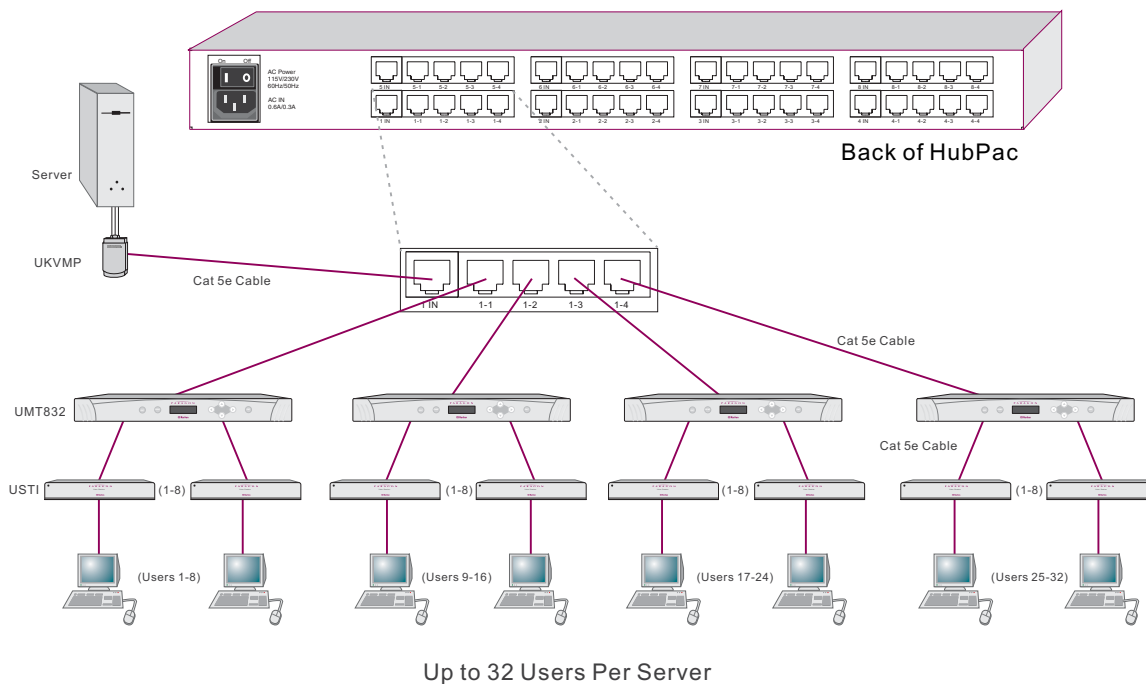 On Off
AC Power
115V/230V
60Hz/50Hz
AC IN
0.6A/0.3A
5 IN 5-1 5-2 5-3 5-4
6 IN 6-1 6-2 6-3 6-4
7 IN 7-1 7-2 7-3 7-4
8 IN 8-1 8-2 8-3 8-4
1 IN 1-1 1-2 1-3 1-4
2 IN 2-1 2-2 2-3 2-4
3 IN 3-1 3-2 3-3 3-4
4 IN 4-1 4-2 4-3 4-4
Back of HubPac
Server
UKVMP
Cat 5e Cable
1 IN 1-1 1-2 1-3 1-4
Cat 5e Cable
UMT832
Cat 5e Cable
USTI (1-8) (1-8) (1-8) (1-8)
(Users 1-8) (Users 9-16) (Users 17-24) (Users 25-32)
Up to 32 Users Per Server